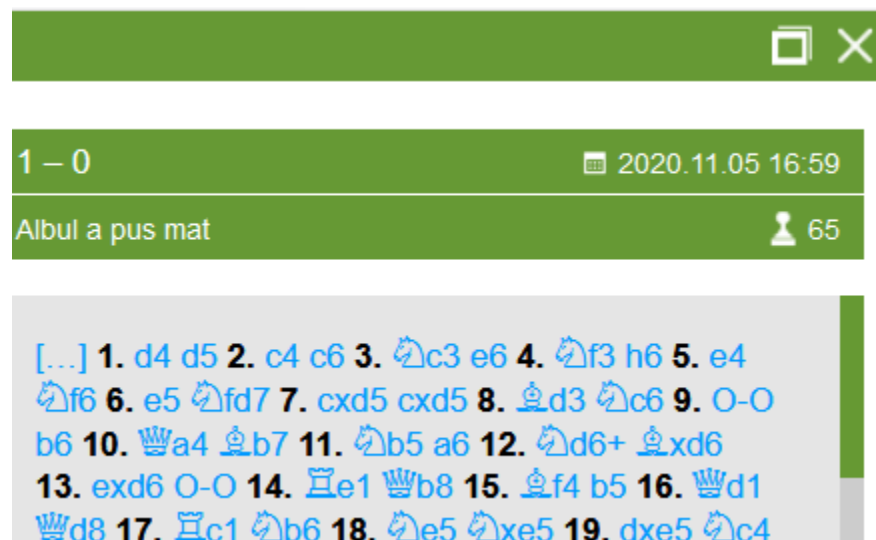 1 – 0
2020.11.05 16:59
Albul a pus mat
65
[...] 1. d4 d5 2. c4 c6 3. ♘c3 e6 4. ♘f3 h6 5. e4
♘f6 6. e5 ♘fd7 7. cxd5 cxd5 8. ♗d3 ♘c6 9. O-O
b6 10. ♕a4 ♗b7 11. ♘b5 a6 12. ♘d6+ ♗xd6
13. exd6 O-O 14. ♖e1 ♕b8 15. ♗f4 b5 16. ♕d1
♕d8 17. ♖c1 ♘b6 18. ♘e5 ♘xe5 19. dxe5 ♘c4